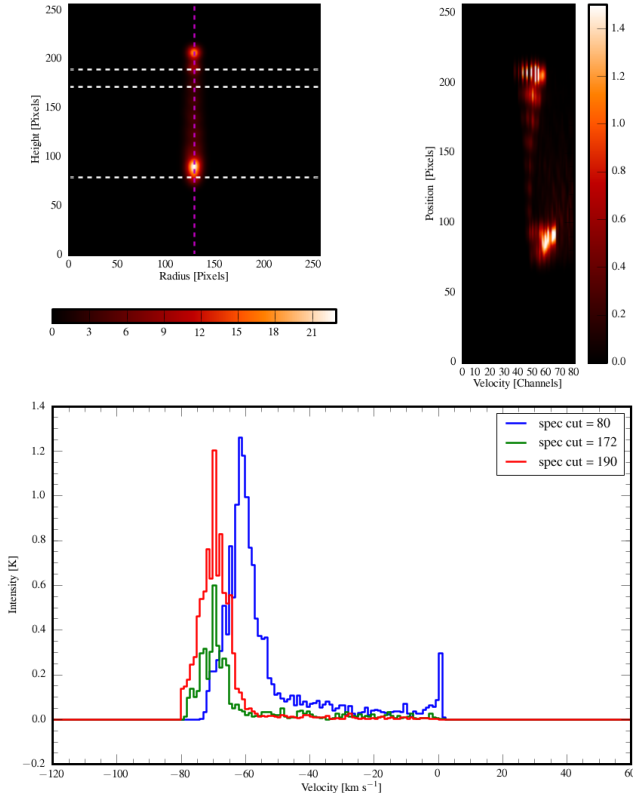 250
200
150
100
50
0
Height [Pixels]
0 50 100 150 200 250
Radius [Pixels]
0 3 6 9 12 15 18 21
250
200
150
100
50
0
Position [Pixels]
0 10 20 30 40 50 60 70 80
Velocity [Channels]
1.4
1.2
1.0
0.8
0.6
0.4
0.2
0.0
1.4
1.2
1.0
0.8
0.6
0.4
0.2
0.0
−0.2
Intensity [K]
spec cut = 80
spec cut = 172
spec cut = 190
−120 −100 −80 −60 −40 −20 0 20 40 60
Velocity [km s⁻¹]